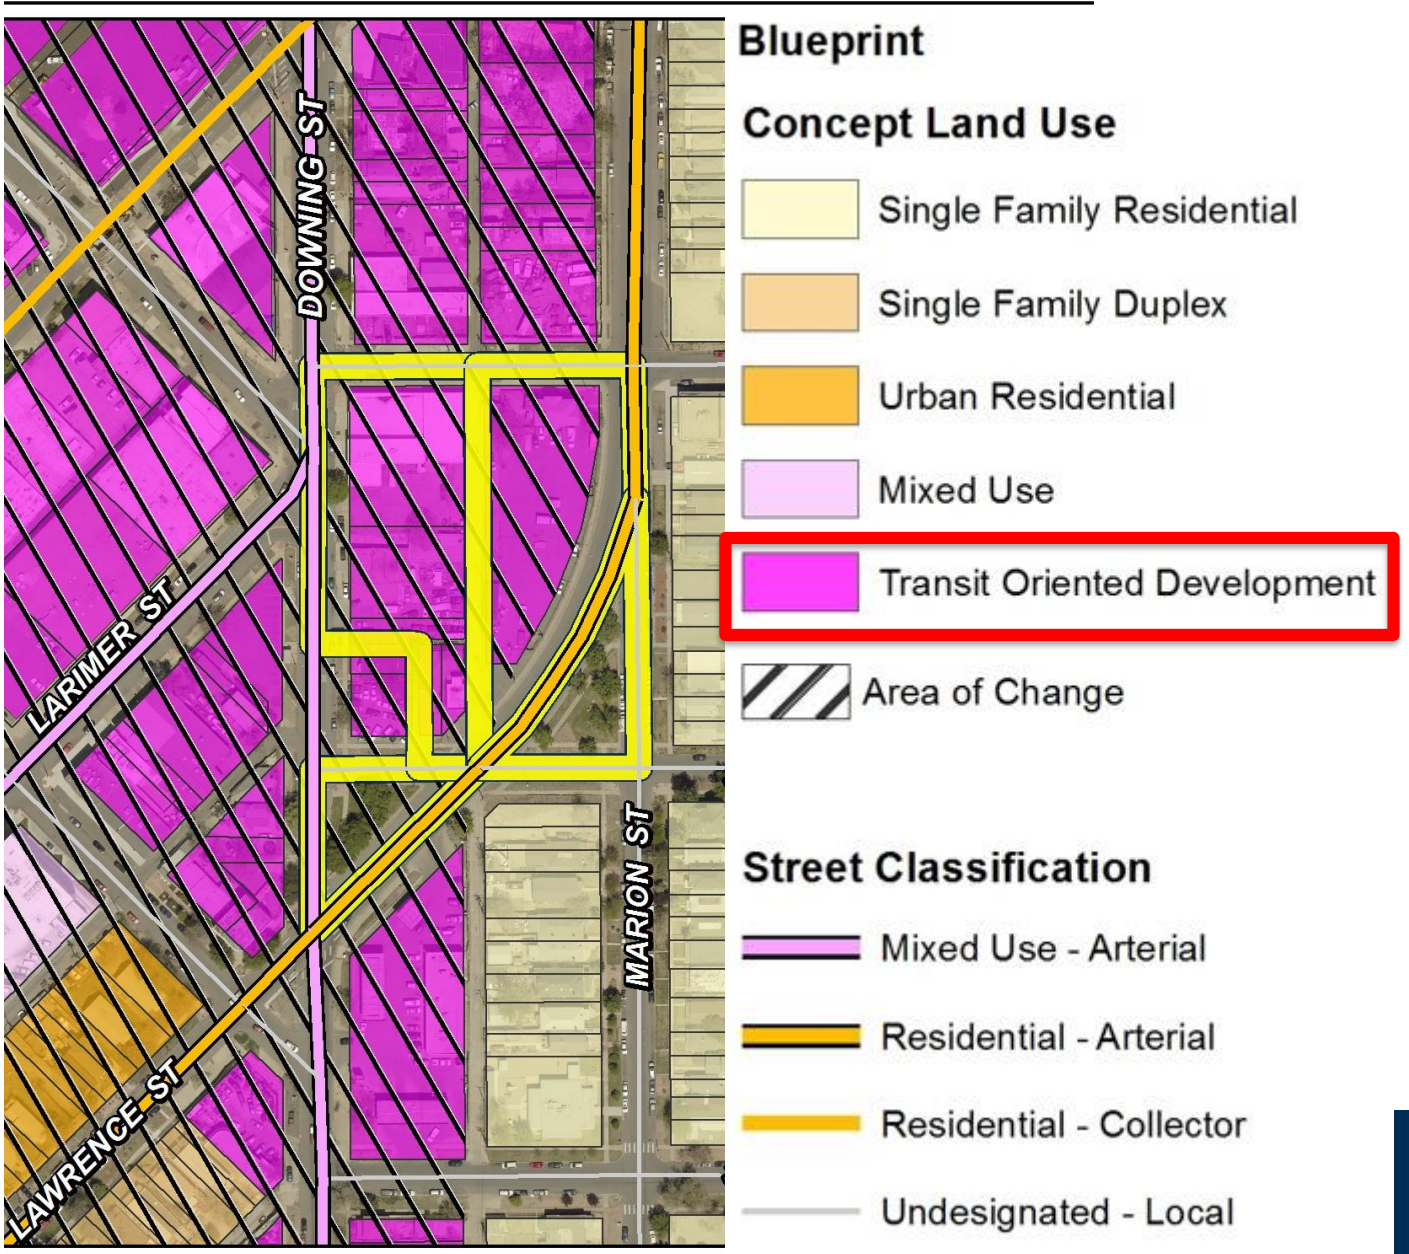 Blueprint
Concept Land Use
Single Family Residential
Single Family Duplex
Urban Residential
Mixed Use
Transit Oriented Development
Area of Change
Street Classification
Mixed Use - Arterial
Residential - Arterial
Residential - Collector
Undesignated - Local
DOWNING ST
LARIMER ST
MARION ST
LAWRENCE ST